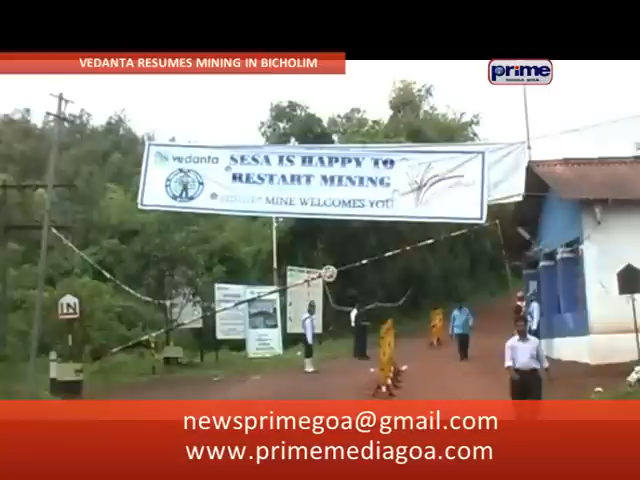 VEDANTA RESUMES MINING IN BICHOLIM
prime
vedanta
SESA IS HAPPY TO
RESTART MINING
MINE WELCOMES YOU
IN
newsprimegoa@gmail.com
www.primemediagoa.com